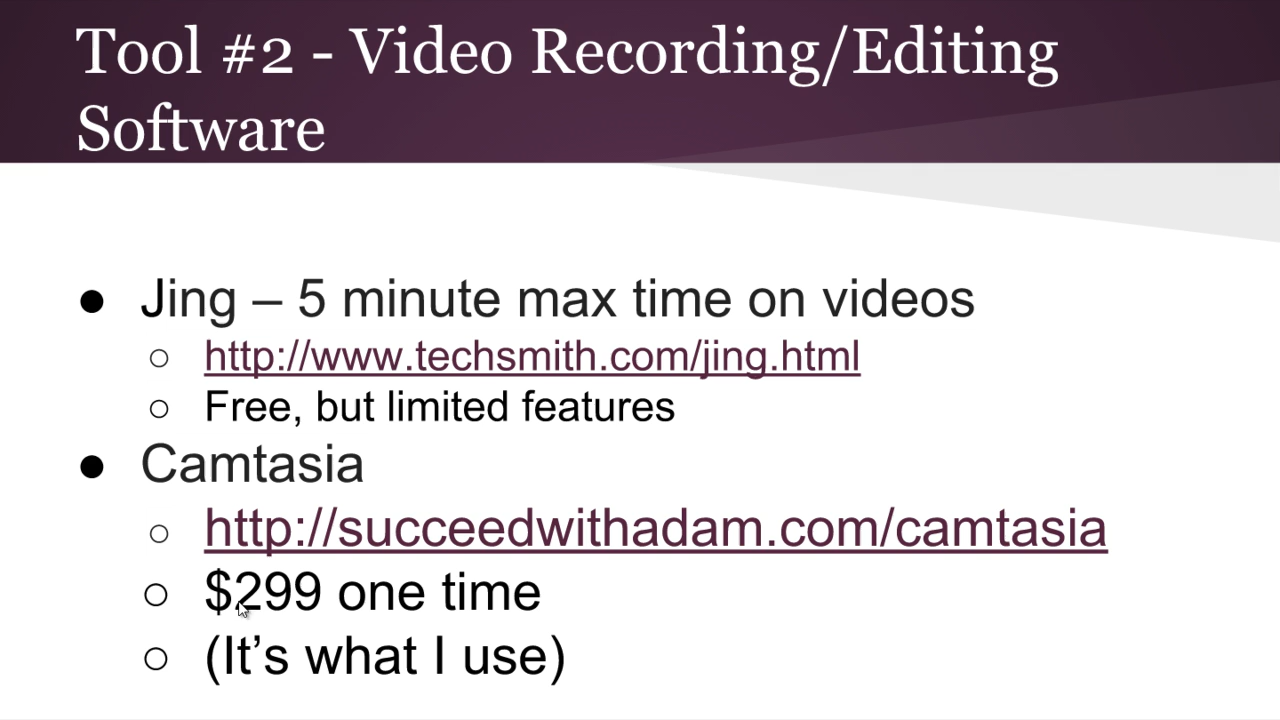 Tool #2 - Video Recording/Editing
Software
● Jing – 5 minute max time on videos
○ http://www.techsmith.com/jing.html
○ Free, but limited features
● Camtasia
○ http://succeedwithadam.com/camtasia
○ $299 one time
○ (It’s what I use)